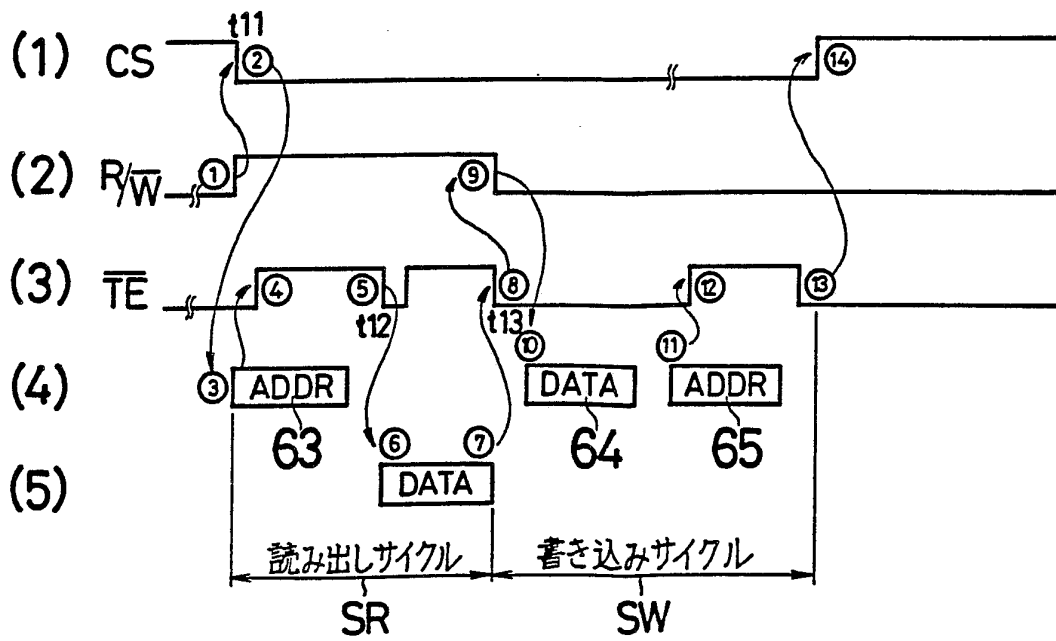 (1) CS t11 ② ⑭
(2) R/W̅ ① ⑨
(3) T̅E̅ ④ ⑤ t12 ⑧ t13 ⑫ ⑬
(4) ③ ADDR 63 ⑩ DATA 64 ⑪ ADDR 65
(5) ⑥ ⑦ DATA
読み出しサイクル 書き込みサイクル
SR SW